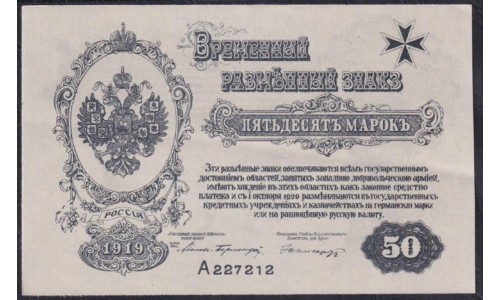 Временный
размѣнный знакъ
ПЯТЬДЕСЯТЪ МАРОКЪ
Эти размѣнные знаки обезпечиваются всѣмъ государственнымъ
достояніемъ областей, занятыхъ западною добровольческою арміей,
имѣютъ хожденіе въ этихъ областяхъ какъ законное средство
платежа и съ 1 октября 1920 размѣниваются въ государственныхъ
кредитныхъ учрежденіяхъ и казначействахъ на германскія марки
или на равноцѣнную русскую валюту.
РОССІЯ
1919
50
А227212